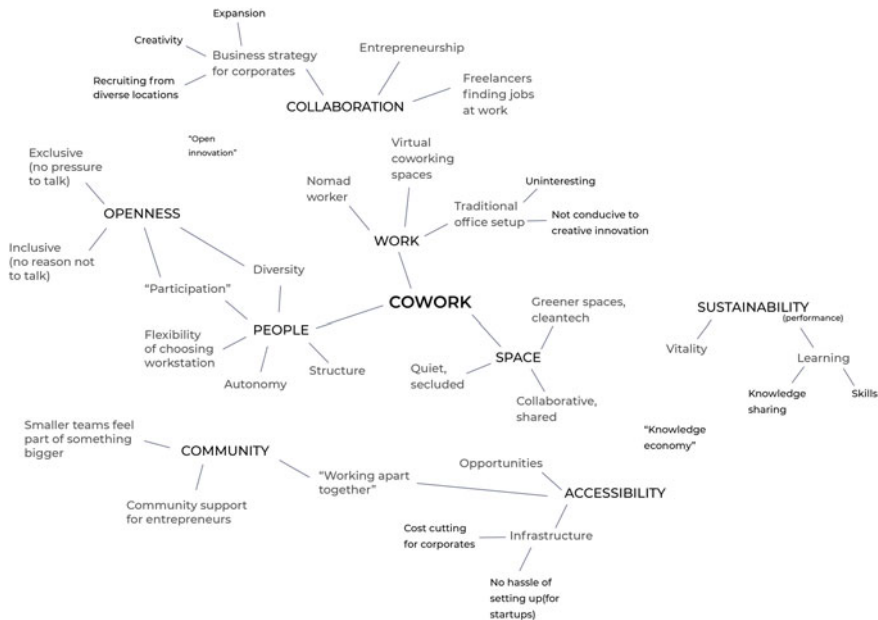 Expansion
Creativity
Business strategy
for corporates
Recruiting from
diverse locations
COLLABORATION
Entrepreneurship
Freelancers
finding jobs
at work
"Open
innovation"
Exclusive
(no pressure
to talk)
OPENNESS
Inclusive
(no reason not
to talk)
Virtual
coworking
spaces
Nomad
worker
WORK
Traditional
office setup
Uninteresting
Not conducive to
creative innovation
Diversity
"Participation"
PEOPLE
Flexibility
of choosing
workstation
Autonomy
Structure
COWORK
Greener spaces,
cleantech
SPACE
Quiet,
secluded
Collaborative,
shared
SUSTAINABILITY
(performance)
Vitality
Learning
Knowledge
sharing
Skills
"Knowledge
economy"
Smaller teams feel
part of something
bigger
COMMUNITY
Community support
for entrepreneurs
"Working apart
together"
Opportunities
ACCESSIBILITY
Cost cutting
for corporates
Infrastructure
No hassle of
setting up(for
startups)